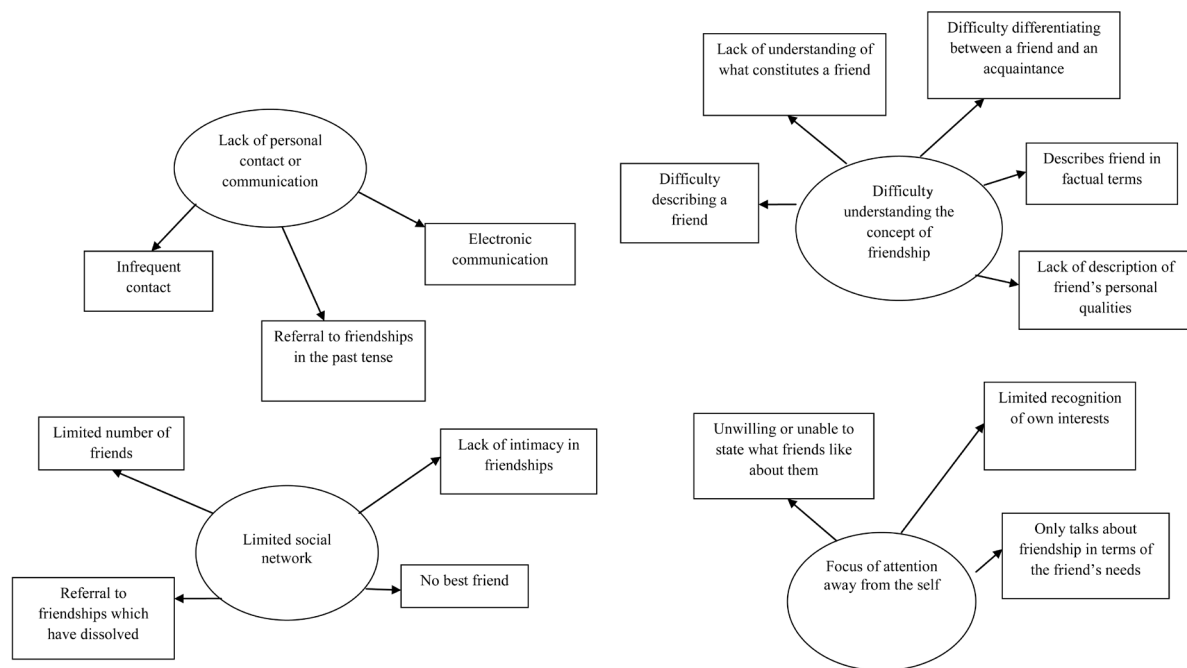 Lack of personal
contact or
communication
Infrequent
contact
Referral to friendships
in the past tense
Electronic
communication
Lack of understanding of
what constitutes a friend
Difficulty differentiating
between a friend and an
acquaintance
Difficulty
describing a
friend
Difficulty
understanding the
concept of
friendship
Describes friend in
factual terms
Lack of description of
friend’s personal
qualities
Limited number of
friends
Lack of intimacy in
friendships
Limited social
network
Referral to
friendships which
have dissolved
No best friend
Unwilling or unable to
state what friends like
about them
Limited recognition
of own interests
Focus of attention
away from the self
Only talks about
friendship in terms of
the friend’s needs